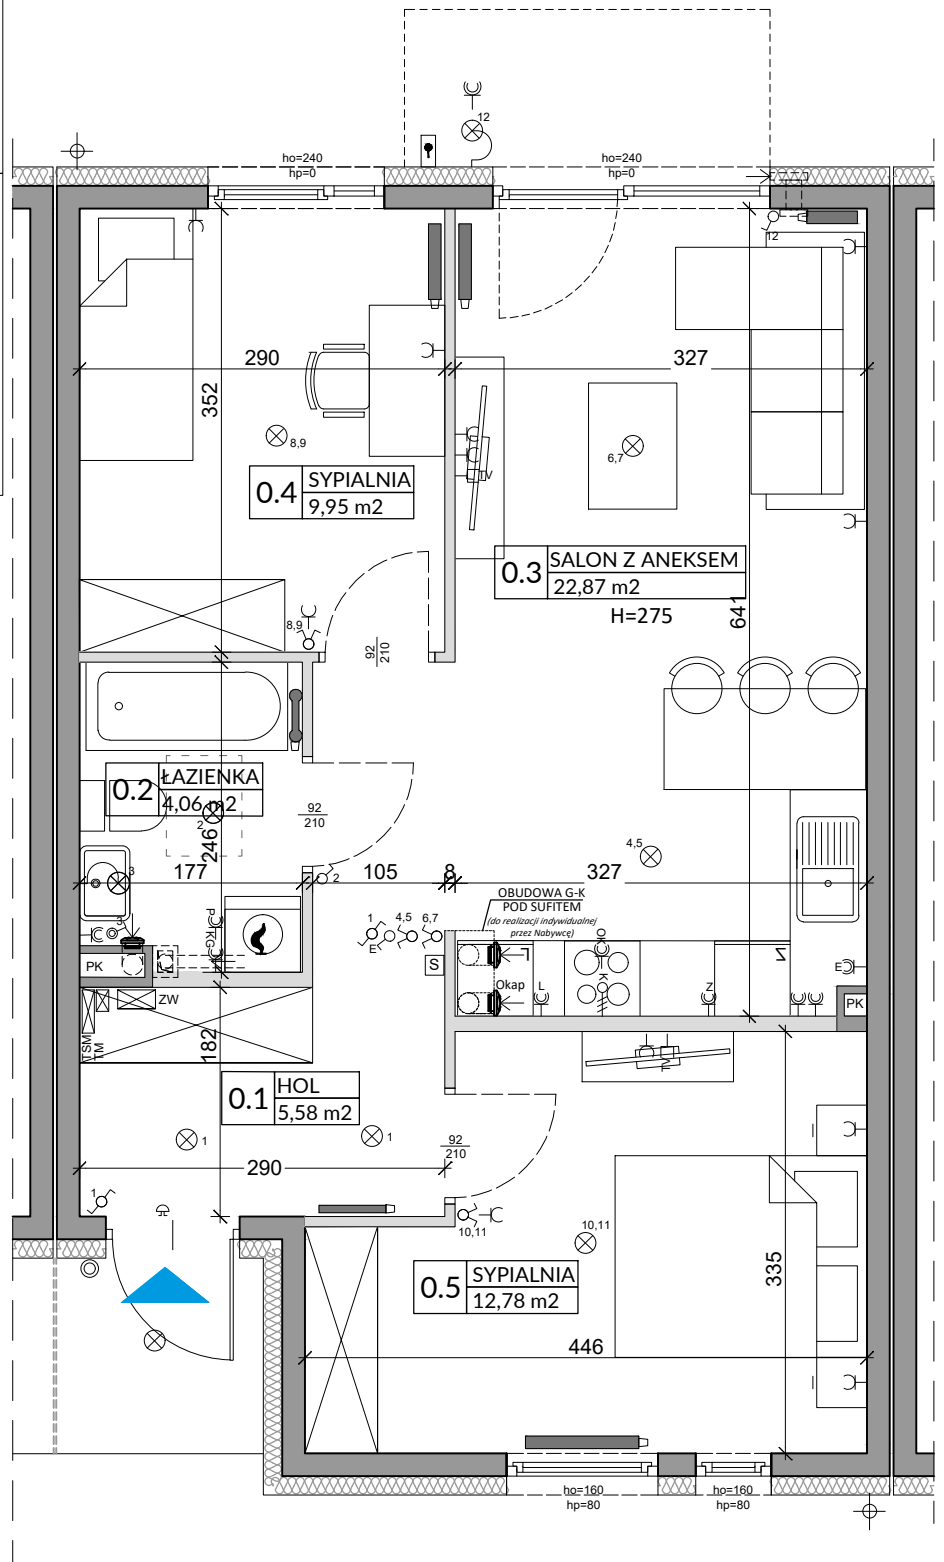 12
ho=240
hp=0
ho=240
hp=0
12
290
327
352
8,9
6,7
TV
0.4 SYPIALNIA
9,95 m2
0.3 SALON Z ANEKSEM
22,87 m2
H=275
641
8,9
92
210
0.2 ŁAZIENKA
4,06 m2
2
246
92
210
4,5
3
177
2
105
8
327
OBUDOWA G-K
POD SUFITEM
(do realizacji indywidualnej
przez Nabywcę)
3
P
KG
1
4,5
6,7
E
S
OK
K
Okap
L
Z
Z
E
PK
PK
ZW
TSM
TM
182
TV
0.1 HOL
5,58 m2
1
1
92
210
290
1
10,11
10,11
0.5 SYPIALNIA
12,78 m2
335
446
ho=160
hp=80
ho=160
hp=80